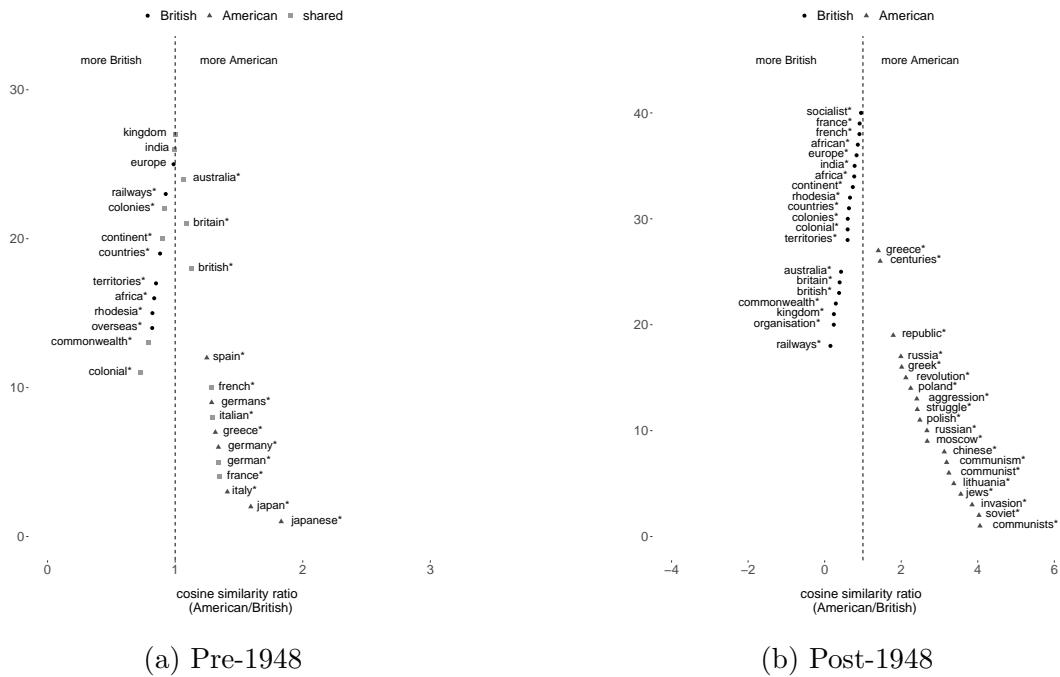 British American shared
more British more American
30
kingdom
india
europe
australia*
railways*
colonies*
britain*
20
continent*
countries*
british*
territories*
africa*
rhodesia*
overseas*
commonwealth*
spain*
colonial*
10
french*
germans*
italian*
greece*
germany*
german*
france*
italy*
japan*
japanese*
0
0 1 2 3
cosine similarity ratio
(American/British)
(a) Pre-1948
British American
more British more American
40
socialist*
france*
french*
african*
europe*
india*
africa*
continent*
rhodesia*
countries*
colonies*
colonial*
territories*
30
greece*
centuries*
australia*
britain*
british*
commonwealth*
kingdom*
organisation*
20
republic*
railways*
russia*
greek*
revolution*
poland*
aggression*
struggle*
polish*
10
russian*
moscow*
chinese*
communism*
communist*
lithuania*
jews*
invasion*
soviet*
communists*
0
−4 −2 0 2 4 6
cosine similarity ratio
(American/British)
(b) Post-1948